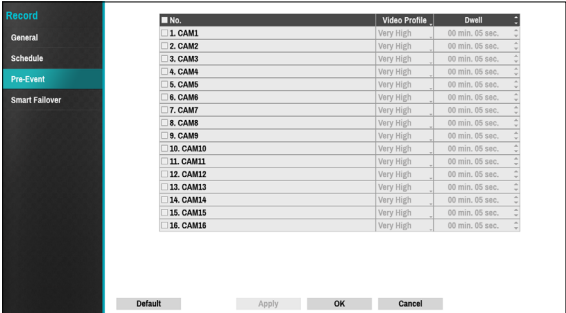 Record
General
Schedule
Pre-Event
Smart Failover
No. Video Profile Dwell
1. CAM1 Very High 00 min. 05 sec.
2. CAM2 Very High 00 min. 05 sec.
3. CAM3 Very High 00 min. 05 sec.
4. CAM4 Very High 00 min. 05 sec.
5. CAM5 Very High 00 min. 05 sec.
6. CAM6 Very High 00 min. 05 sec.
7. CAM7 Very High 00 min. 05 sec.
8. CAM8 Very High 00 min. 05 sec.
9. CAM9 Very High 00 min. 05 sec.
10. CAM10 Very High 00 min. 05 sec.
11. CAM11 Very High 00 min. 05 sec.
12. CAM12 Very High 00 min. 05 sec.
13. CAM13 Very High 00 min. 05 sec.
14. CAM14 Very High 00 min. 05 sec.
15. CAM15 Very High 00 min. 05 sec.
16. CAM16 Very High 00 min. 05 sec.
Default Apply OK Cancel